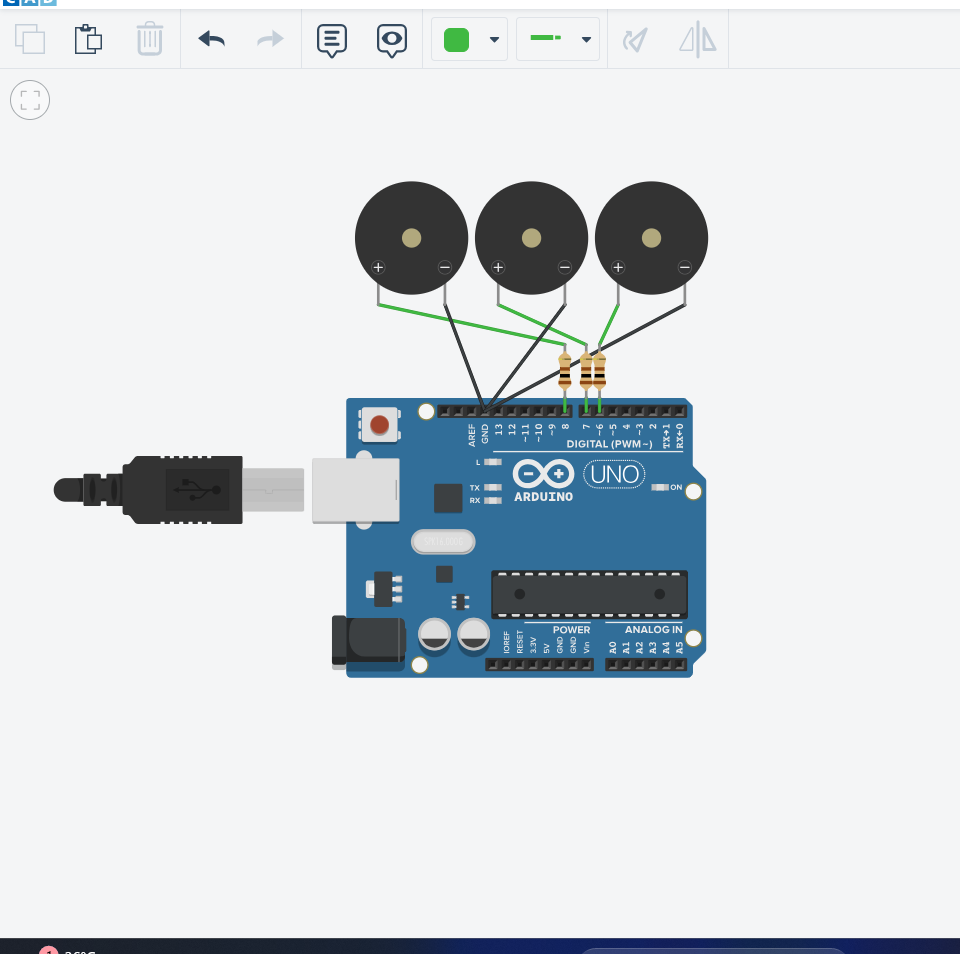 CAD
+ − + − + −
AREF
GND
13
12
~11
~10
~9
8
7
~6
~5
4
~3
2
TX→1
RX←0
DIGITAL (PWM~)
L
TX
RX
ARDUINO
UNO
ON
POWER
ANALOG IN
IOREF
RESET
3.3V
5V
GND
GND
Vin
A0
A1
A2
A3
A4
A5
1